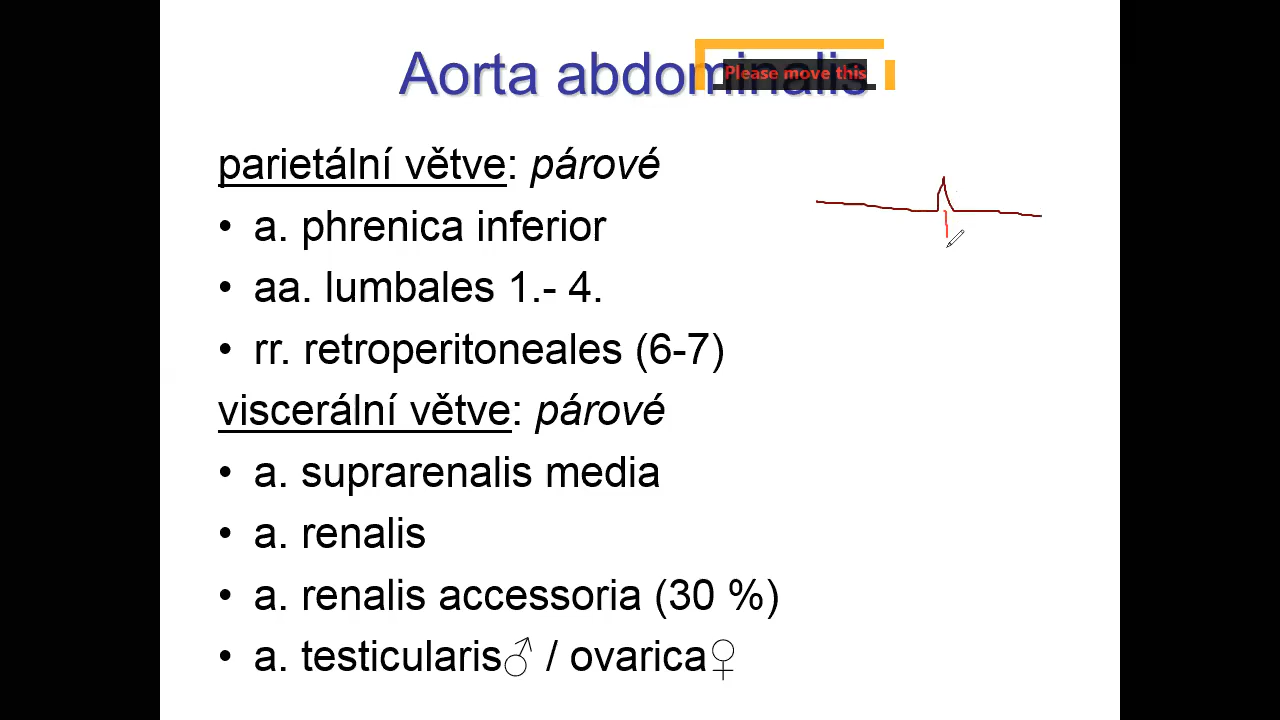 Aorta abdominalis
Please move this
parietální větve: párové
• a. phrenica inferior
• aa. lumbales 1.- 4.
• rr. retroperitoneales (6-7)
viscerální větve: párové
• a. suprarenalis media
• a. renalis
• a. renalis accessoria (30 %)
• a. testicularis♂ / ovarica♀